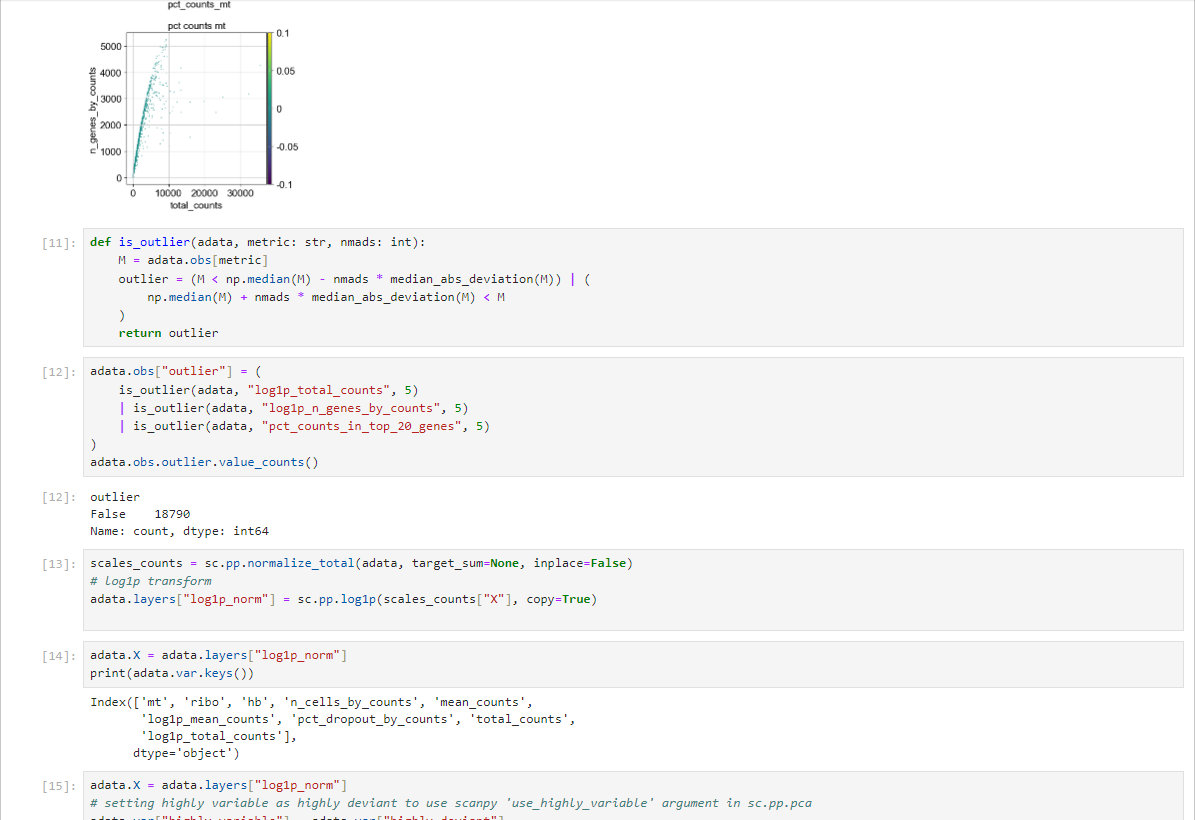 pct_counts_mt
pct counts mt
5000
4000
3000
2000
1000
0
n_genes_by_counts
0 10000 20000 30000
total_counts
0.1
0.05
0
-0.05
-0.1
[11]: def is_outlier(adata, metric: str, nmads: int):
M = adata.obs[metric]
outlier = (M < np.median(M) - nmads * median_abs_deviation(M)) | (
np.median(M) + nmads * median_abs_deviation(M) < M
)
return outlier
[12]: adata.obs["outlier"] = (
is_outlier(adata, "log1p_total_counts", 5)
| is_outlier(adata, "log1p_n_genes_by_counts", 5)
| is_outlier(adata, "pct_counts_in_top_20_genes", 5)
)
adata.obs.outlier.value_counts()
[12]: outlier
False 18790
Name: count, dtype: int64
[13]: scales_counts = sc.pp.normalize_total(adata, target_sum=None, inplace=False)
# log1p transform
adata.layers["log1p_norm"] = sc.pp.log1p(scales_counts["X"], copy=True)
[14]: adata.X = adata.layers["log1p_norm"]
print(adata.var.keys())
Index(['mt', 'ribo', 'hb', 'n_cells_by_counts', 'mean_counts',
'log1p_mean_counts', 'pct_dropout_by_counts', 'total_counts',
'log1p_total_counts'],
dtype='object')
[15]: adata.X = adata.layers["log1p_norm"]
# setting highly variable as highly deviant to use scanpy 'use_highly_variable' argument in sc.pp.pca
adata.var["highly_variable"] = adata.var["highly_deviant"]